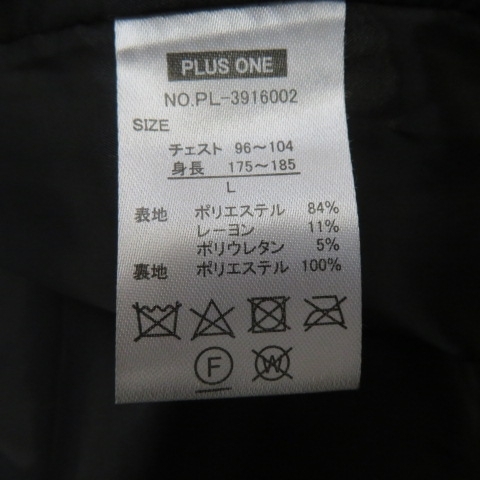 PLUS ONE
NO.PL-3916002
SIZE
チェスト 96～104
身長 175～185
L
表地 ポリエステル 84%
レーヨン 11%
ポリウレタン 5%
裏地 ポリエステル 100%
F W